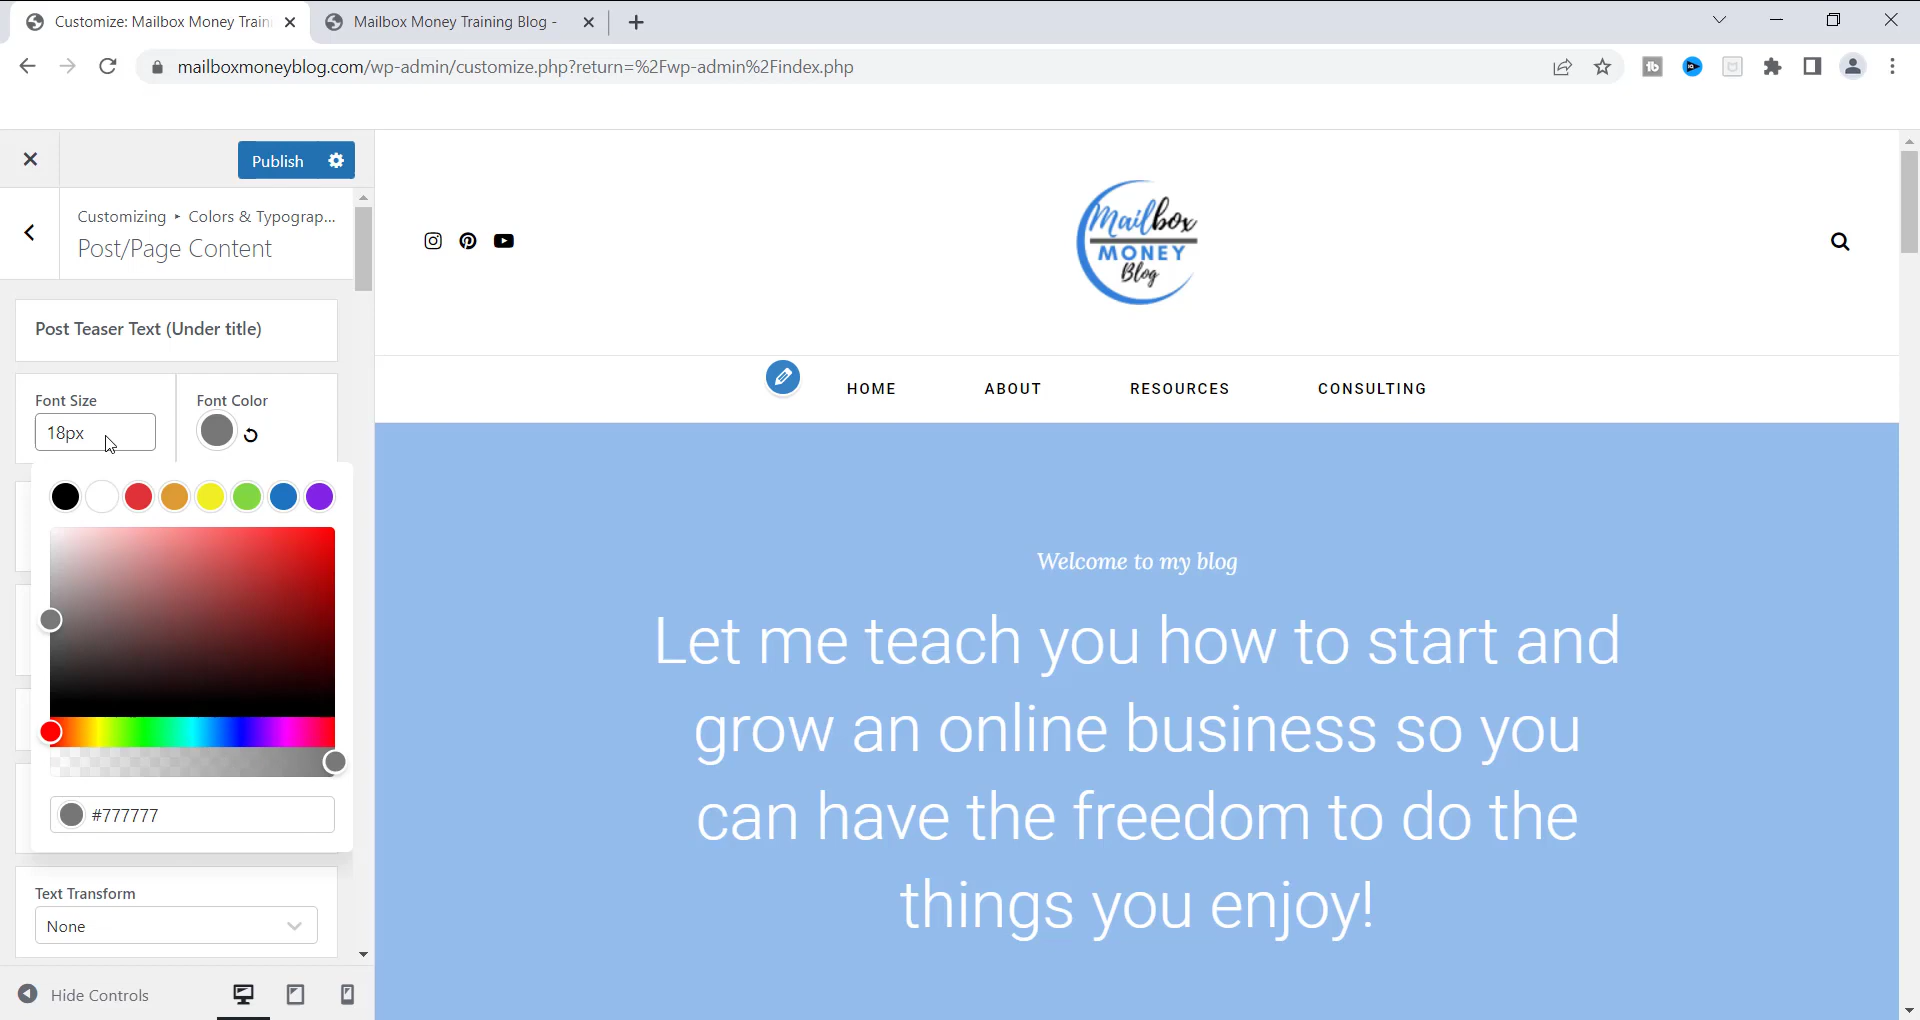 Customize: Mailbox Money Train
Mailbox Money Training Blog -
mailboxmoneyblog.com/wp-admin/customize.php?return=%2Fwp-admin%2Findex.php
Publish
Customizing ▸ Colors & Typograp...
Post/Page Content
Post Teaser Text (Under title)
Font Size
Font Color
18px
#777777
Text Transform
None
Hide Controls
Mailbox
MONEY
Blog
HOME
ABOUT
RESOURCES
CONSULTING
Welcome to my blog
Let me teach you how to start and
grow an online business so you
can have the freedom to do the
things you enjoy!